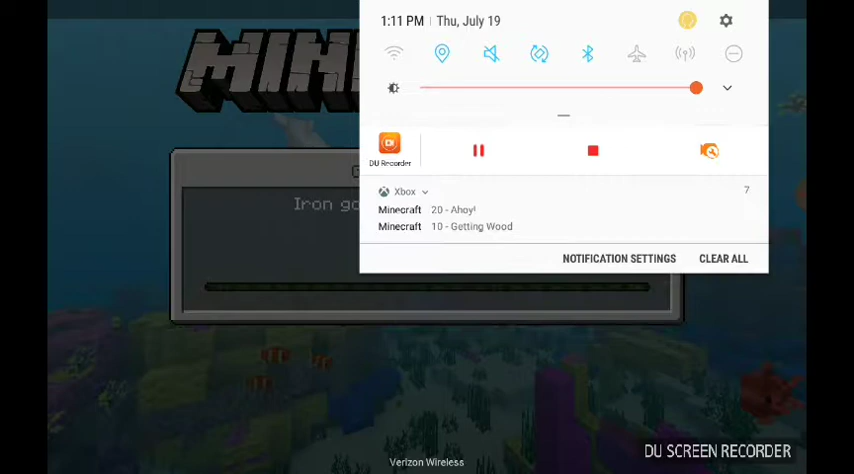 1:11 PM | Thu, July 19
DU Recorder
Xbox
7
Minecraft 20 - Ahoy!
Minecraft 10 - Getting Wood
NOTIFICATION SETTINGS CLEAR ALL
MIN
Iron go
DU SCREEN RECORDER
Verizon Wireless